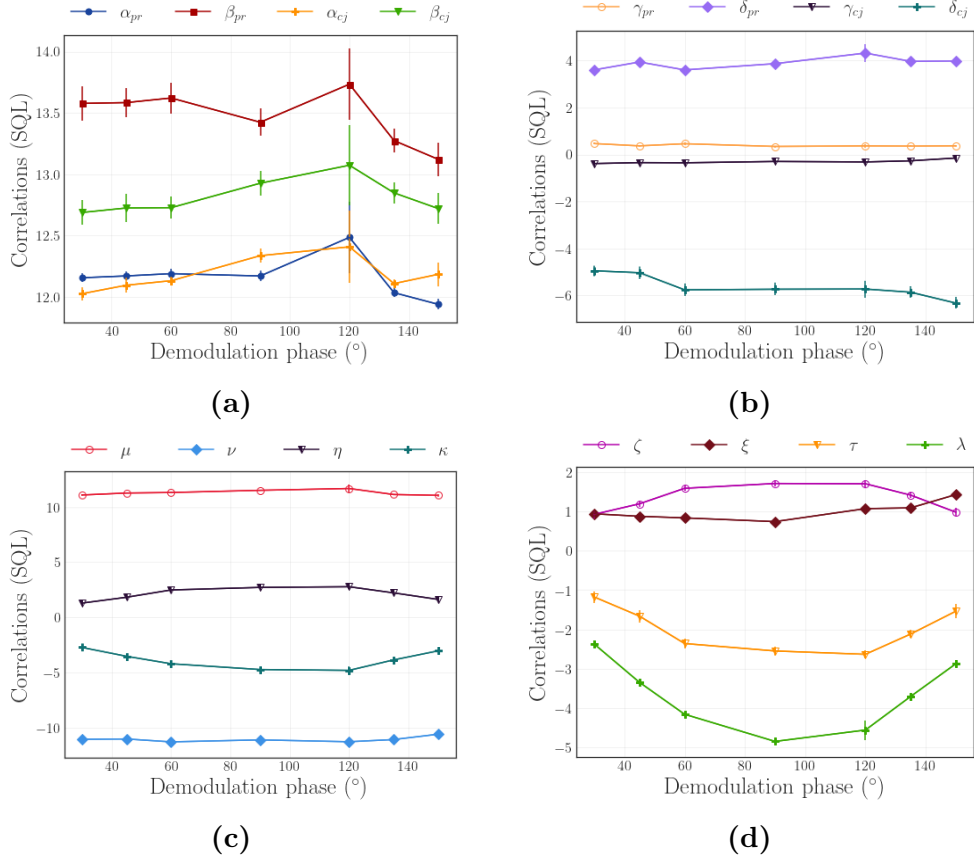 α_pr β_pr α_cj β_cj
14.0
13.5
13.0
12.5
12.0
Correlations (SQL)
40 60 80 100 120 140
Demodulation phase (°)
(a)
γ_pr δ_pr γ_cj δ_cj
4
2
0
−2
−4
−6
Correlations (SQL)
40 60 80 100 120 140
Demodulation phase (°)
(b)
μ ν η κ
10
5
0
−5
−10
Correlations (SQL)
40 60 80 100 120 140
Demodulation phase (°)
(c)
ζ ξ τ λ
2
1
0
−1
−2
−3
−4
−5
Correlations (SQL)
40 60 80 100 120 140
Demodulation phase (°)
(d)